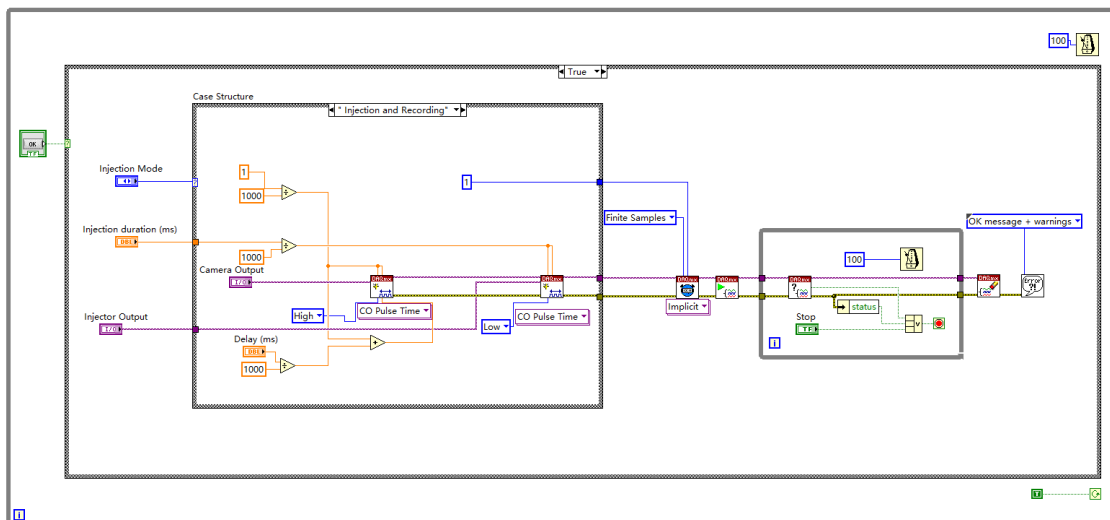 100
True
Case Structure
" Injection and Recording"
OK
TF
Injection Mode
1
1000
1
Finite Samples
OK message + warnings
Injection duration (ms)
DBL
1000
100
Camera Output
I/O
DAQmx
DAQmx
DAQmx
DAQmx
DAQmx
DAQmx
Error
?!
High
CO Pulse Time
Low
CO Pulse Time
Implicit
status
Injector Output
I/O
Stop
TF
v
Delay (ms)
DBL
1000
i
T
i